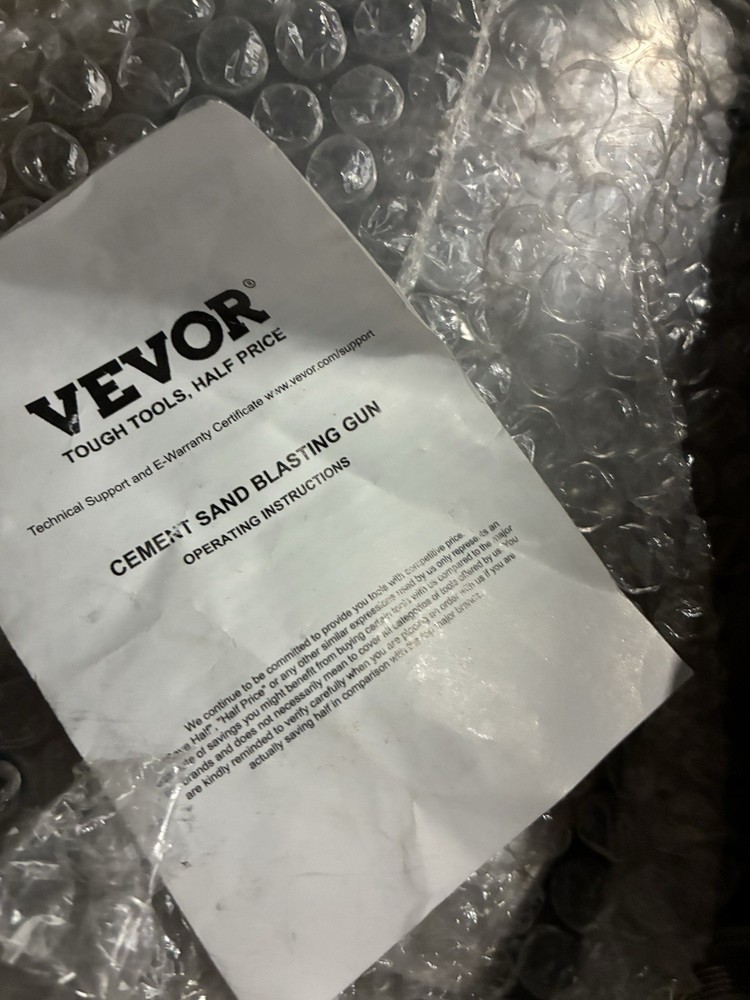 VEVOR®
TOUGH TOOLS, HALF PRICE
Technical Support and E-Warranty Certificate www.vevor.com/support
CEMENT SAND BLASTING GUN
OPERATING INSTRUCTIONS
We continue to be committed to provide you tools with competitive price.
Half", "Half Price" or any other similar expressions used by us only represents an
of savings you might benefit from buying certain tools with us compared to the major
brands and does not necessarily mean to cover all categories of tools offered by us. You
are kindly reminded to verify carefully when you are placing an order with us if you are
actually saving half in comparison with the top major brands.